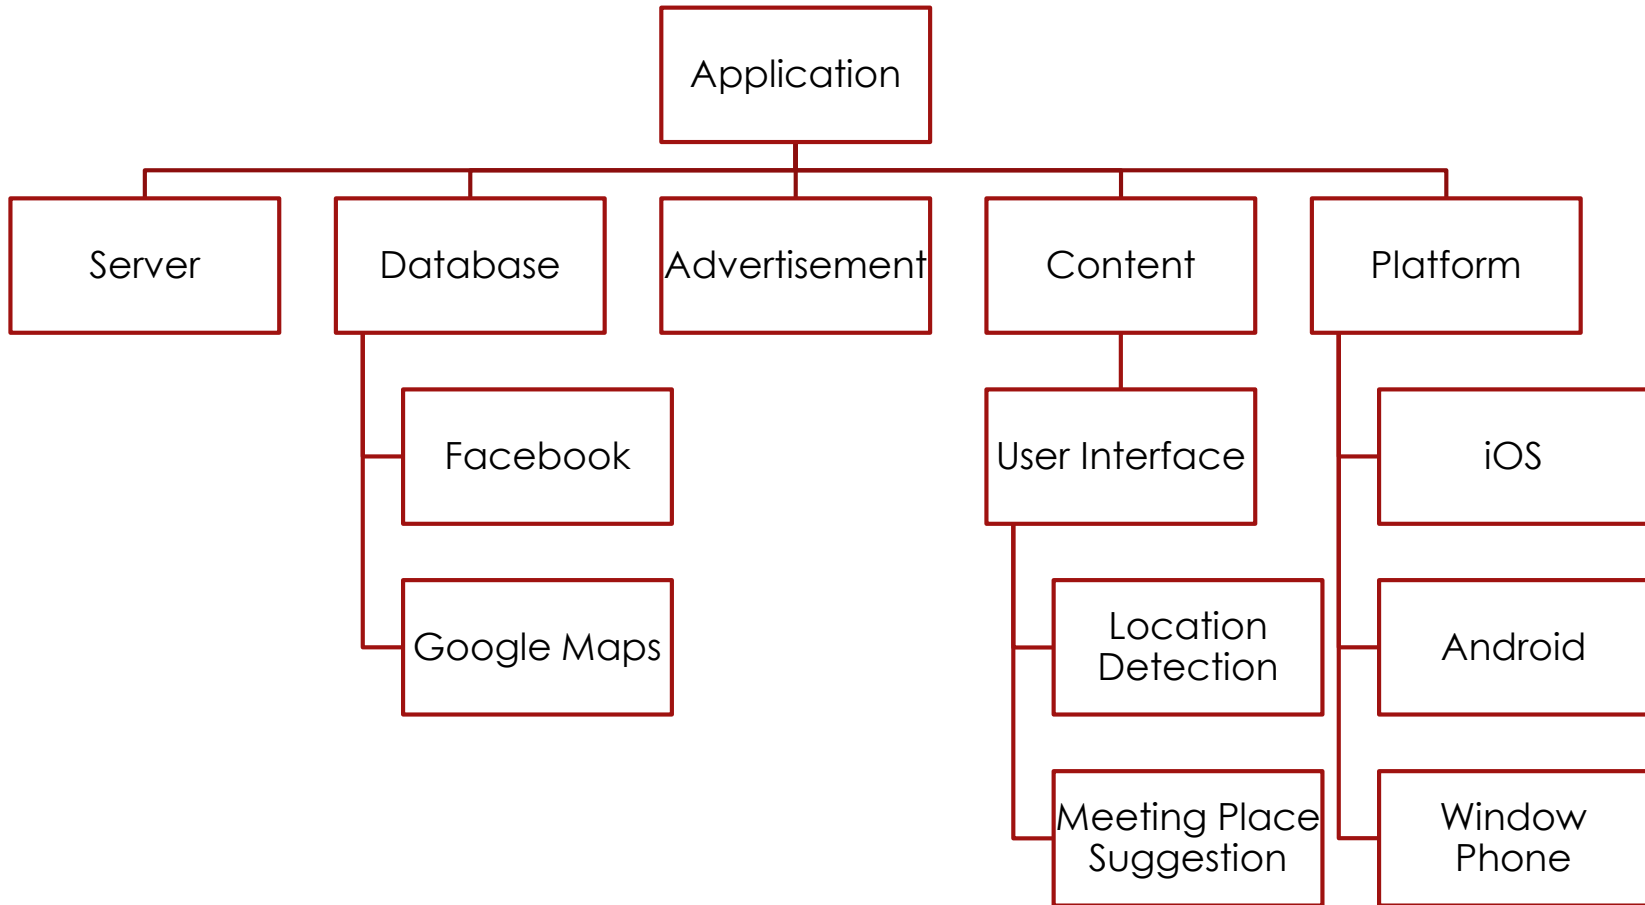 Application
Server
Database
Advertisement
Content
Platform
Facebook
User Interface
iOS
Google Maps
Location
Detection
Android
Meeting Place
Suggestion
Window
Phone